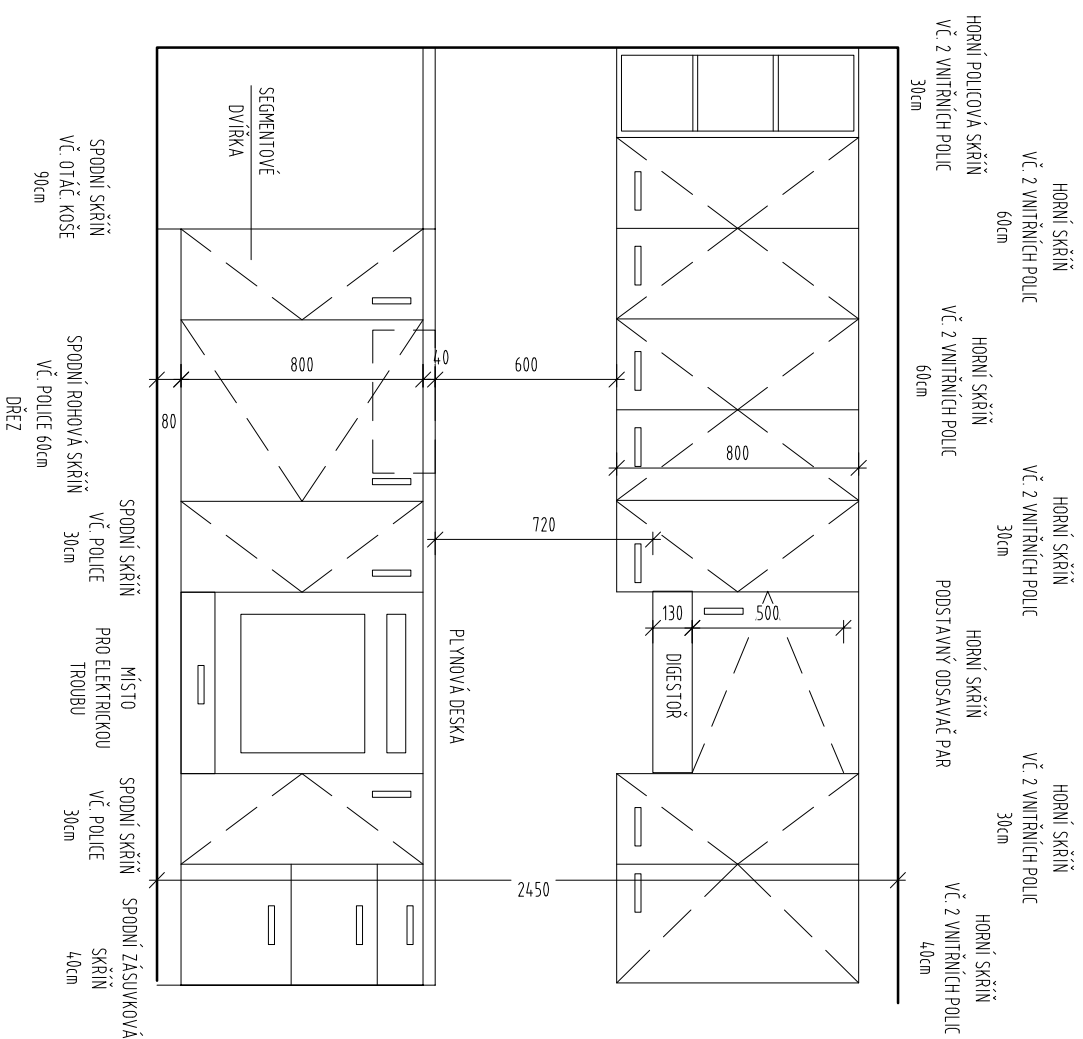 HORNÍ POLICOVÁ SKŘÍŇ
VČ. 2 VNITŘNÍCH POLIC
30cm
HORNÍ SKŘÍŇ
VČ. 2 VNITŘNÍCH POLIC
60cm
HORNÍ SKŘÍŇ
VČ. 2 VNITŘNÍCH POLIC
60cm
HORNÍ SKŘÍŇ
VČ. 2 VNITŘNÍCH POLIC
30cm
HORNÍ SKŘÍŇ
PODSTAVNÝ ODSAVAČ PAR
HORNÍ SKŘÍŇ
VČ. 2 VNITŘNÍCH POLIC
30cm
HORNÍ SKŘÍŇ
VČ. 2 VNITŘNÍCH POLIC
40cm
800
500
130
DIGESTOŘ
600
720
2450
PLYNOVÁ DESKA
40
800
80
SEGMENTOVÉ
DVÍŘKA
SPODNÍ SKŘÍŇ
VČ. OTÁČ. KOŠE
90cm
SPODNÍ ROHOVÁ SKŘÍŇ
VČ. POLICE 60cm
DŘEZ
SPODNÍ SKŘÍŇ
VČ. POLICE
30cm
MÍSTO
PRO ELEKTRICKOU
TROUBU
SPODNÍ SKŘÍŇ
VČ. POLICE
30cm
SPODNÍ ZÁSUVKOVÁ
SKŘÍŇ
40cm